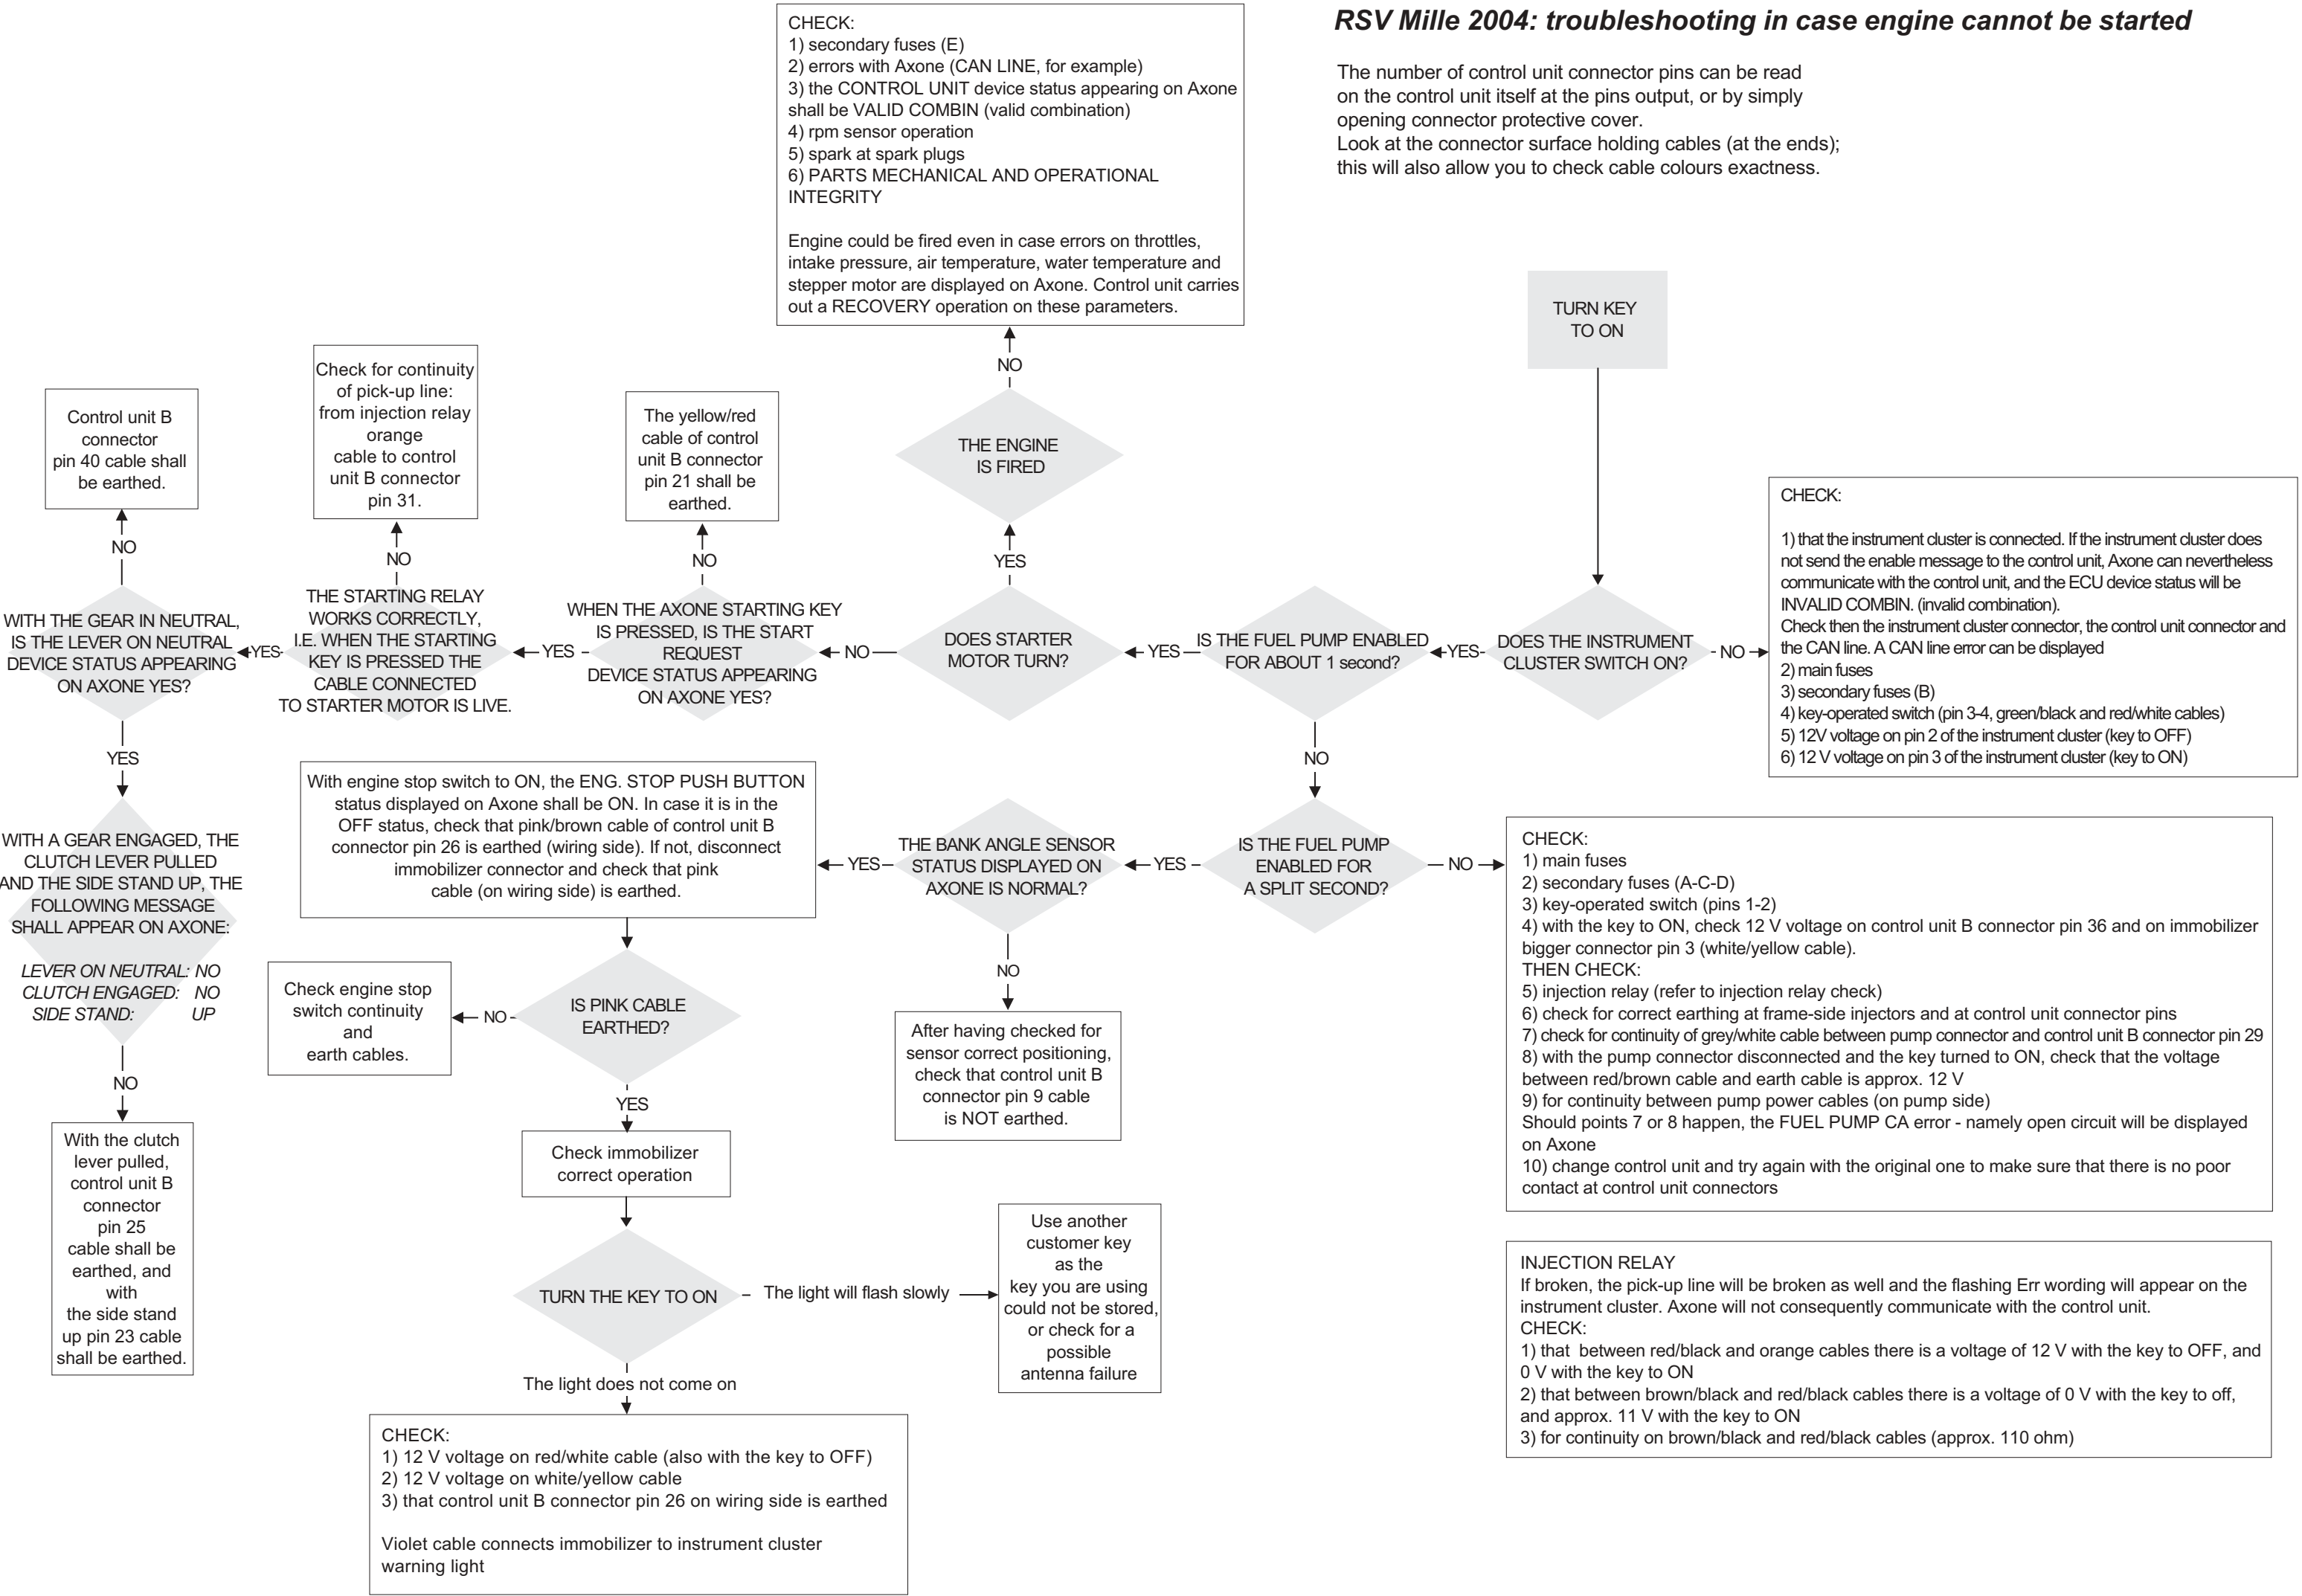 RSV Mille 2004: troubleshooting in case engine cannot be started
The number of control unit connector pins can be read
on the control unit itself at the pins output, or by simply
opening connector protective cover.
Look at the connector surface holding cables (at the ends);
this will also allow you to check cable colours exactness.
CHECK:
1) secondary fuses (E)
2) errors with Axone (CAN LINE, for example)
3) the CONTROL UNIT device status appearing on Axone
shall be VALID COMBIN (valid combination)
4) rpm sensor operation
5) spark at spark plugs
6) PARTS MECHANICAL AND OPERATIONAL
INTEGRITY
Engine could be fired even in case errors on throttles,
intake pressure, air temperature, water temperature and
stepper motor are displayed on Axone. Control unit carries
out a RECOVERY operation on these parameters.
TURN KEY
TO ON
NO
Control unit B
connector
pin 40 cable shall
be earthed.
Check for continuity
of pick-up line:
from injection relay
orange
cable to control
unit B connector
pin 31.
The yellow/red
cable of control
unit B connector
pin 21 shall be
earthed.
THE ENGINE
IS FIRED
NO
NO
NO
YES
CHECK:
1) that the instrument cluster is connected. If the instrument cluster does
not send the enable message to the control unit, Axone can nevertheless
communicate with the control unit, and the ECU device status will be
INVALID COMBIN. (invalid combination).
Check then the instrument cluster connector, the control unit connector and
the CAN line. A CAN line error can be displayed
2) main fuses
3) secondary fuses (B)
4) key-operated switch (pin 3-4, green/black and red/white cables)
5) 12V voltage on pin 2 of the instrument cluster (key to OFF)
6) 12 V voltage on pin 3 of the instrument cluster (key to ON)
WITH THE GEAR IN NEUTRAL,
IS THE LEVER ON NEUTRAL
DEVICE STATUS APPEARING
ON AXONE YES?
YES
THE STARTING RELAY
WORKS CORRECTLY,
I.E. WHEN THE STARTING
KEY IS PRESSED THE
CABLE CONNECTED
TO STARTER MOTOR IS LIVE.
YES
WHEN THE AXONE STARTING KEY
IS PRESSED, IS THE START
REQUEST
DEVICE STATUS APPEARING
ON AXONE YES?
NO
DOES STARTER
MOTOR TURN?
YES
IS THE FUEL PUMP ENABLED
FOR ABOUT 1 second?
YES
DOES THE INSTRUMENT
CLUSTER SWITCH ON?
NO
YES
NO
WITH A GEAR ENGAGED, THE
CLUTCH LEVER PULLED
AND THE SIDE STAND UP, THE
FOLLOWING MESSAGE
SHALL APPEAR ON AXONE:
LEVER ON NEUTRAL: NO
CLUTCH ENGAGED: NO
SIDE STAND: UP
With engine stop switch to ON, the ENG. STOP PUSH BUTTON
status displayed on Axone shall be ON. In case it is in the
OFF status, check that pink/brown cable of control unit B
connector pin 26 is earthed (wiring side). If not, disconnect
immobilizer connector and check that pink
cable (on wiring side) is earthed.
YES
THE BANK ANGLE SENSOR
STATUS DISPLAYED ON
AXONE IS NORMAL?
YES
IS THE FUEL PUMP
ENABLED FOR
A SPLIT SECOND?
NO
CHECK:
1) main fuses
2) secondary fuses (A-C-D)
3) key-operated switch (pins 1-2)
4) with the key to ON, check 12 V voltage on control unit B connector pin 36 and on immobilizer
bigger connector pin 3 (white/yellow cable).
THEN CHECK:
5) injection relay (refer to injection relay check)
6) check for correct earthing at frame-side injectors and at control unit connector pins
7) check for continuity of grey/white cable between pump connector and control unit B connector pin 29
8) with the pump connector disconnected and the key turned to ON, check that the voltage
between red/brown cable and earth cable is approx. 12 V
9) for continuity between pump power cables (on pump side)
Should points 7 or 8 happen, the FUEL PUMP CA error - namely open circuit will be displayed
on Axone
10) change control unit and try again with the original one to make sure that there is no poor
contact at control unit connectors
NO
NO
Check engine stop
switch continuity
and
earth cables.
NO
IS PINK CABLE
EARTHED?
After having checked for
sensor correct positioning,
check that control unit B
connector pin 9 cable
is NOT earthed.
YES
With the clutch
lever pulled,
control unit B
connector
pin 25
cable shall be
earthed, and
with
the side stand
up pin 23 cable
shall be earthed.
Check immobilizer
correct operation
TURN THE KEY TO ON
The light will flash slowly
Use another
customer key
as the
key you are using
could not be stored,
or check for a
possible
antenna failure
INJECTION RELAY
If broken, the pick-up line will be broken as well and the flashing Err wording will appear on the
instrument cluster. Axone will not consequently communicate with the control unit.
CHECK:
1) that between red/black and orange cables there is a voltage of 12 V with the key to OFF, and
0 V with the key to ON
2) that between brown/black and red/black cables there is a voltage of 0 V with the key to off,
and approx. 11 V with the key to ON
3) for continuity on brown/black and red/black cables (approx. 110 ohm)
The light does not come on
CHECK:
1) 12 V voltage on red/white cable (also with the key to OFF)
2) 12 V voltage on white/yellow cable
3) that control unit B connector pin 26 on wiring side is earthed
Violet cable connects immobilizer to instrument cluster
warning light